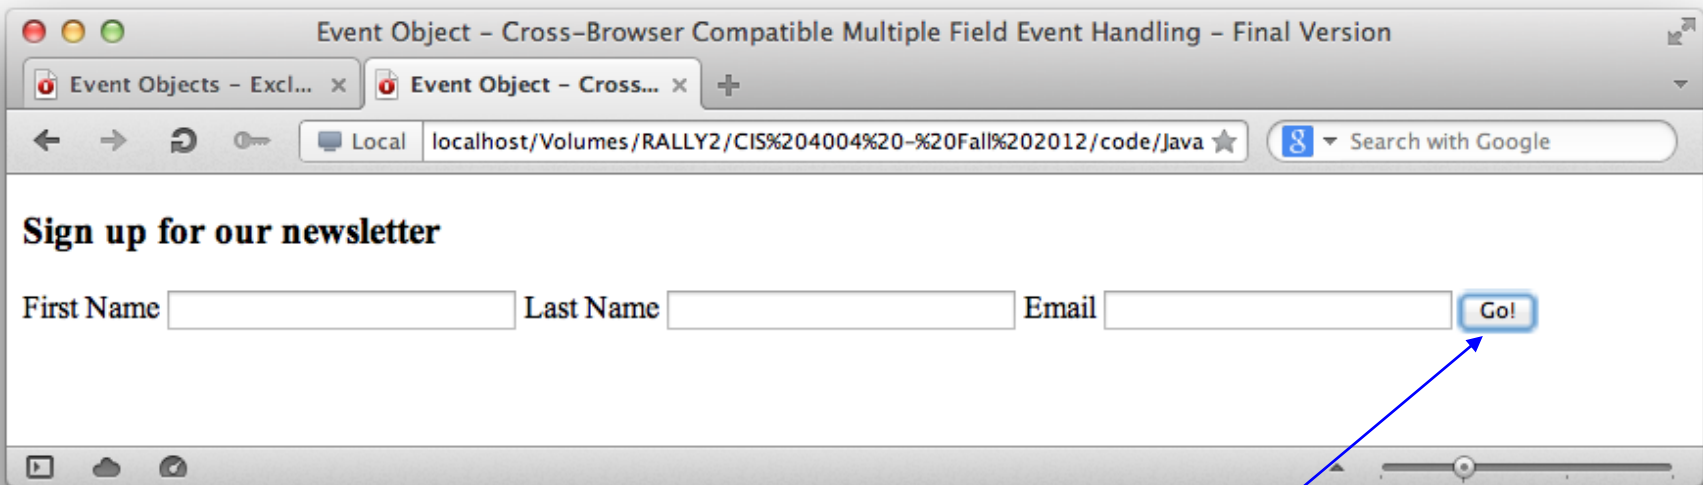 Event Object – Cross-Browser Compatible Multiple Field Event Handling – Final Version
Event Objects – Excl... Event Object – Cross...
Local localhost/Volumes/RALLY2/CIS%204004%20-%20Fall%202012/code/Java 8 Search with Google
Sign up for our newsletter
First Name Last Name Email Go!